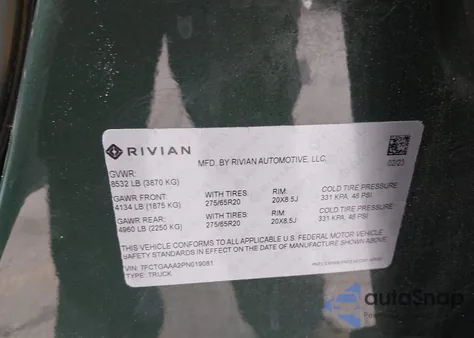 RIVIAN
MFD. BY RIVIAN AUTOMOTIVE, LLC.
02/23
GVWR:
8532 LB (3870 KG)
GAWR FRONT: WITH TIRES: RIM: COLD TIRE PRESSURE:
4134 LB (1875 KG) 275/65R20 20X8.5J 331 KPA, 48 PSI
GAWR REAR: WITH TIRES: RIM: COLD TIRE PRESSURE:
4960 LB (2250 KG) 275/65R20 20X8.5J 331 KPA, 48 PSI
THIS VEHICLE CONFORMS TO ALL APPLICABLE U.S. FEDERAL MOTOR VEHICLE
SAFETY STANDARDS IN EFFECT ON THE DATE OF MANUFACTURE SHOWN ABOVE.
VIN: 7FCTGAAA2PN019081
TYPE: TRUCK
autoSnap